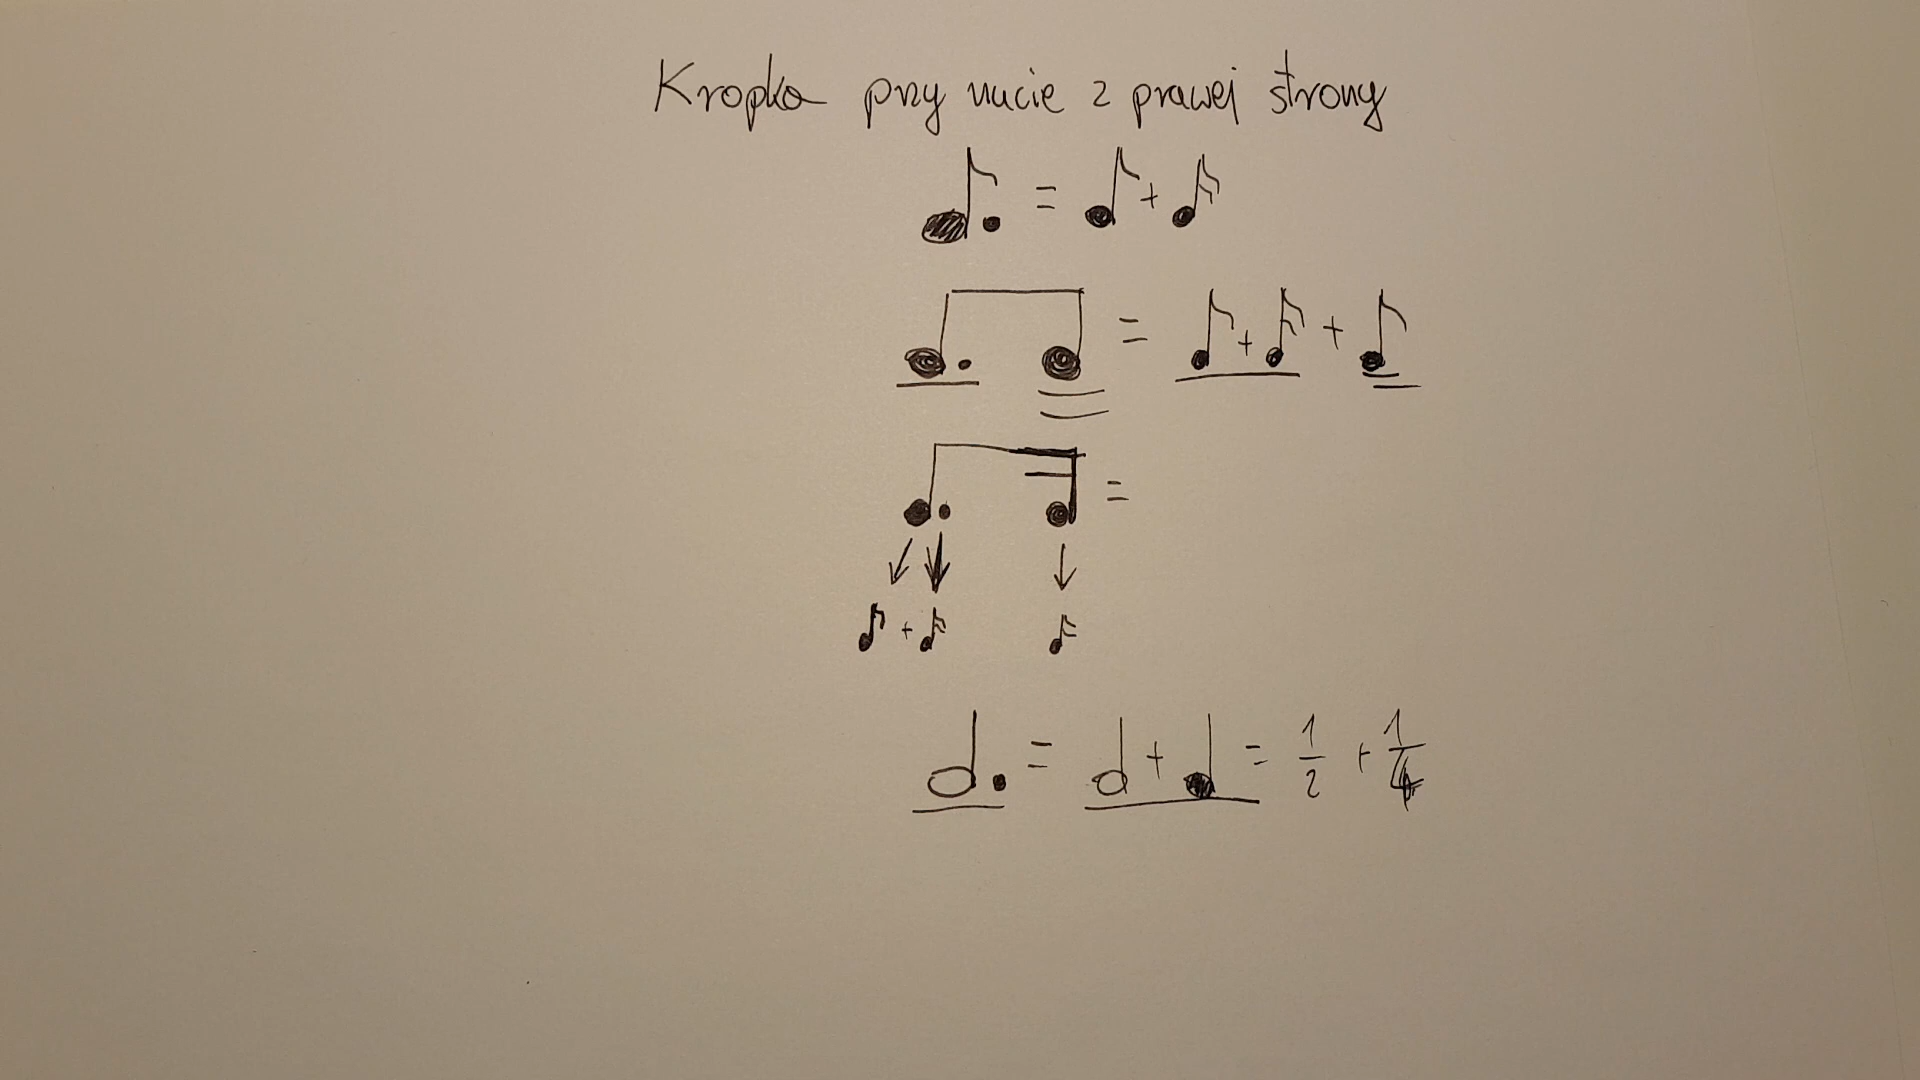 Kropka przy nucie z prawej strony
♪. = ♪ + 𝅘𝅥𝅯
♪. ♪ = ♪ + 𝅘𝅥𝅯 + ♪
♪. 𝅘𝅥𝅯 =
↙ ↓ ↓
♪ + 𝅘𝅥𝅯 𝅘𝅥𝅯
𝅗𝅥. = 𝅗𝅥 + ♩ = 1/2 + 1/4